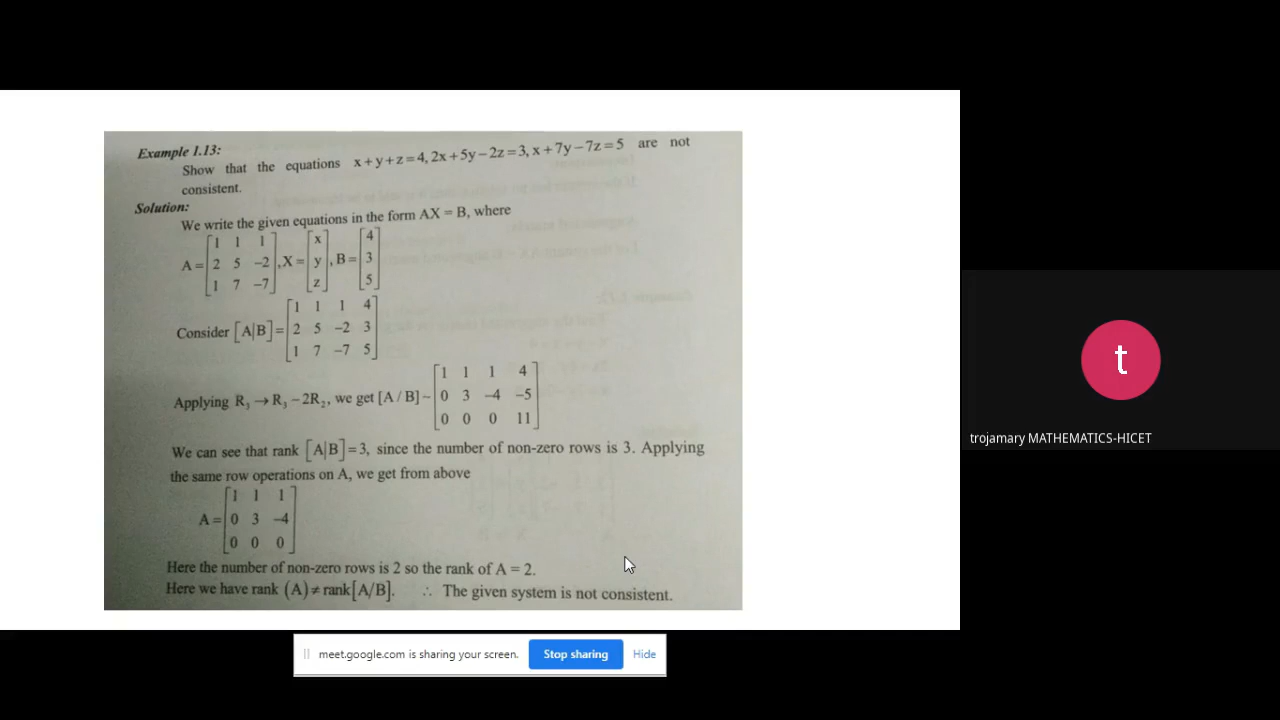 Example 1.13:
Show that the equations x + y + z = 4, 2x + 5y − 2z = 3, x + 7y − 7z = 5 are not
consistent.
Solution:
We write the given equations in the form AX = B, where
A = [1 1 1; 2 5 −2; 1 7 −7], X = [x; y; z], B = [4; 3; 5]
Consider [A|B] = [1 1 1 4; 2 5 −2 3; 1 7 −7 5]
Applying R₃ → R₃ − 2R₂, we get [A / B] ~ [1 1 1 4; 0 3 −4 −5; 0 0 0 11]
We can see that rank [A|B] = 3, since the number of non-zero rows is 3. Applying
the same row operations on A, we get from above
A = [1 1 1; 0 3 −4; 0 0 0]
Here the number of non-zero rows is 2 so the rank of A = 2.
Here we have rank (A) ≠ rank[A/B]. ∴ The given system is not consistent.
t
trojamary MATHEMATICS-HICET
meet.google.com is sharing your screen. Stop sharing Hide